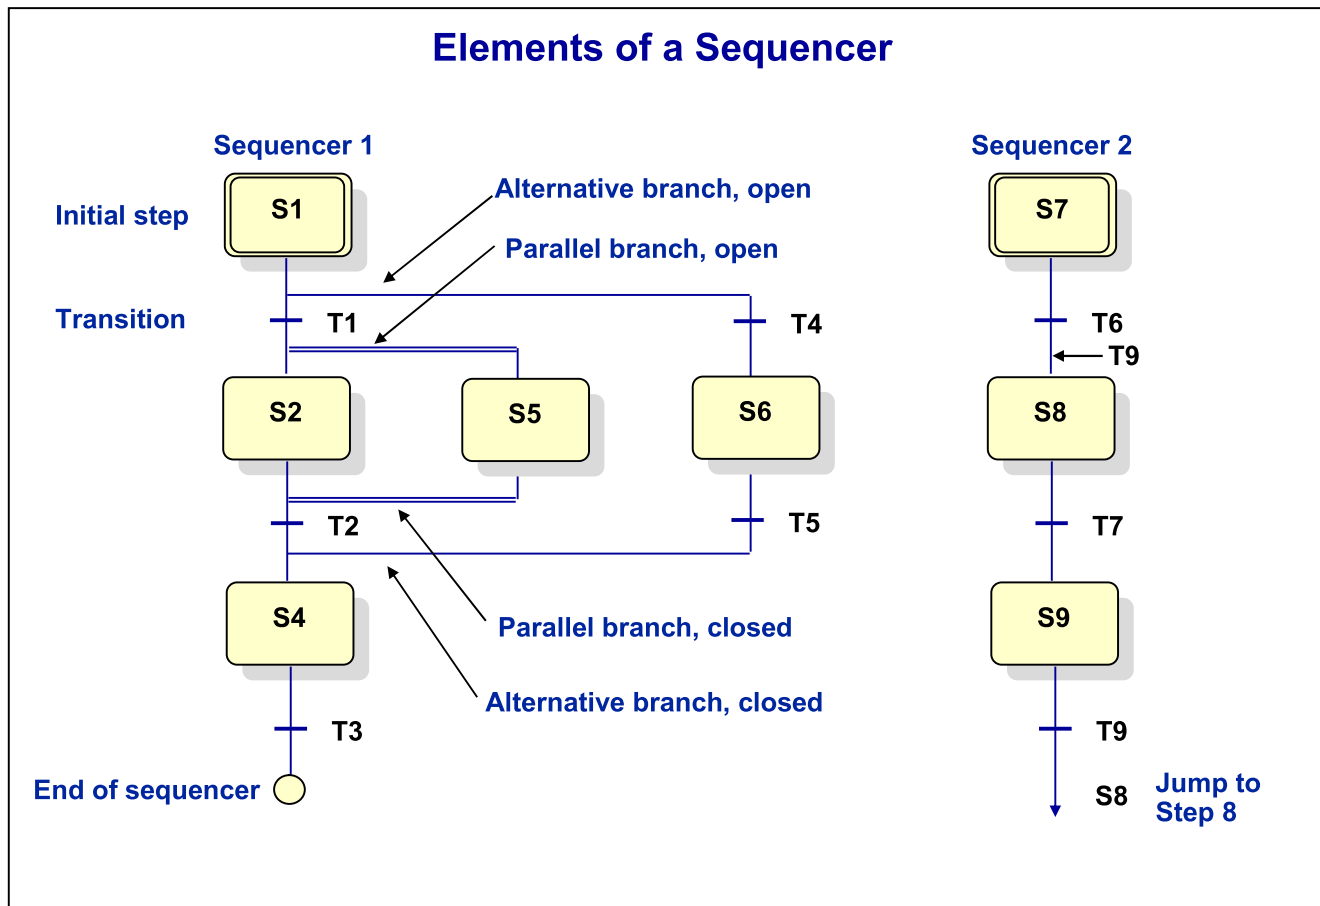 Elements of a Sequencer
Sequencer 1
Sequencer 2
Initial step
S1
Alternative branch, open
Parallel branch, open
S7
Transition
T1
T4
T6
T9
S2
S5
S6
S8
T2
T5
T7
S4
Parallel branch, closed
S9
Alternative branch, closed
T3
T9
End of sequencer
S8
Jump to
Step 8